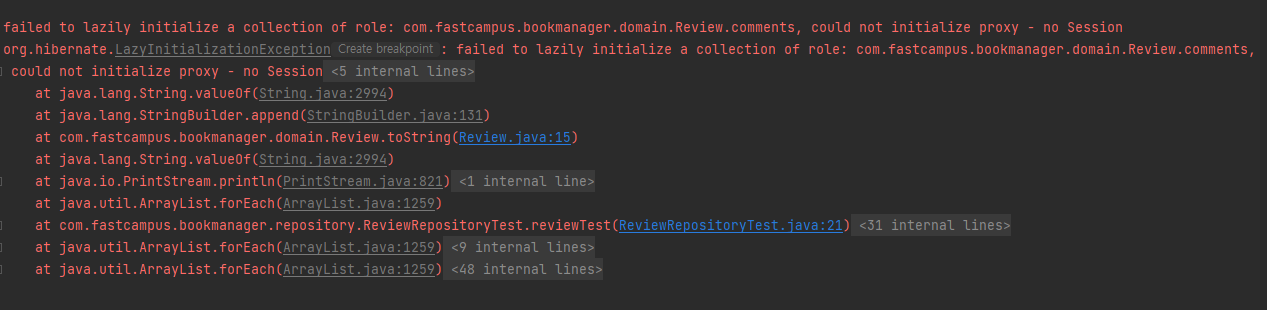 failed to lazily initialize a collection of role: com.fastcampus.bookmanager.domain.Review.comments, could not initialize proxy - no Session
org.hibernate.LazyInitializationException Create breakpoint : failed to lazily initialize a collection of role: com.fastcampus.bookmanager.domain.Review.comments,
could not initialize proxy - no Session <5 internal lines>
at java.lang.String.valueOf(String.java:2994)
at java.lang.StringBuilder.append(StringBuilder.java:131)
at com.fastcampus.bookmanager.domain.Review.toString(Review.java:15)
at java.lang.String.valueOf(String.java:2994)
at java.io.PrintStream.println(PrintStream.java:821) <1 internal line>
at java.util.ArrayList.forEach(ArrayList.java:1259)
at com.fastcampus.bookmanager.repository.ReviewRepositoryTest.reviewTest(ReviewRepositoryTest.java:21) <31 internal lines>
at java.util.ArrayList.forEach(ArrayList.java:1259) <9 internal lines>
at java.util.ArrayList.forEach(ArrayList.java:1259) <48 internal lines>